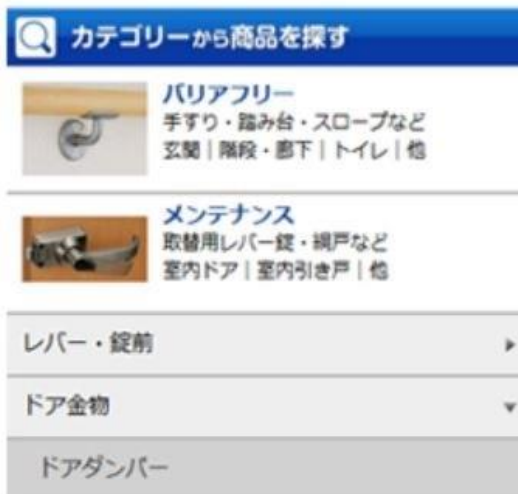 カテゴリーから商品を探す
バリアフリー
手すり・踏み台・スロープなど
玄関｜階段・廊下｜トイレ｜他
メンテナンス
取替用レバー錠・網戸など
室内ドア｜室内引き戸｜他
レバー・錠前
ドア金物
ドアダンパー